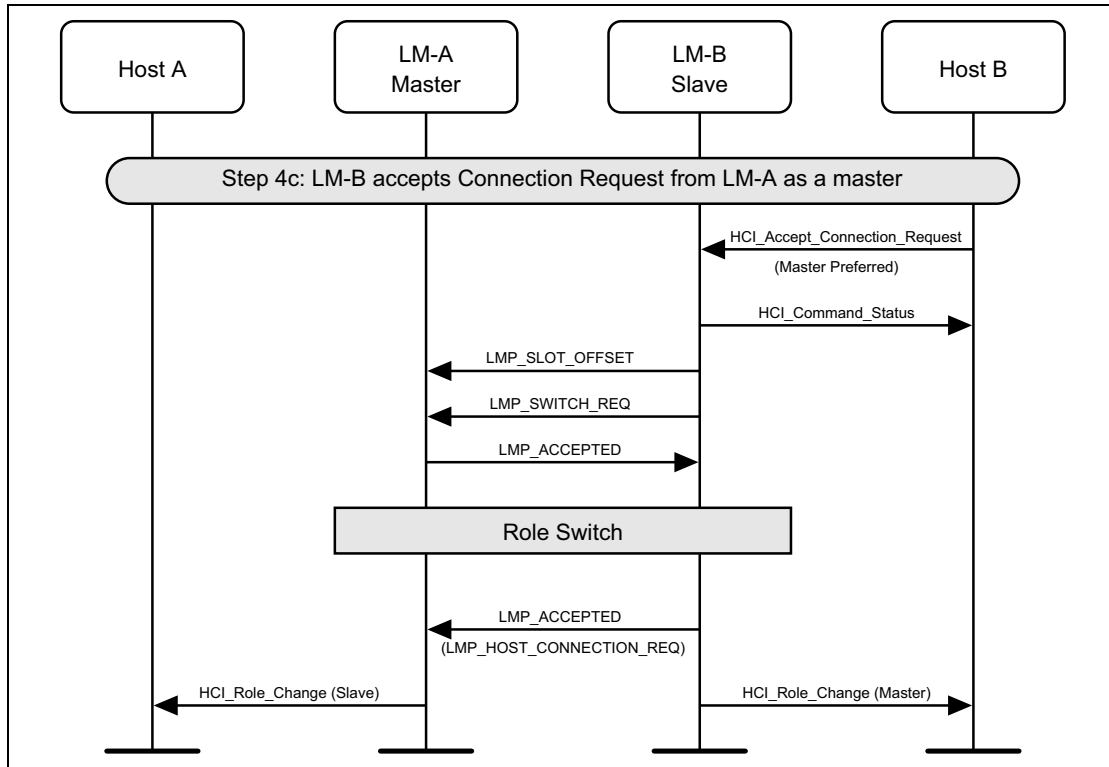 Host A
LM-A
Master
LM-B
Slave
Host B
Step 4c: LM-B accepts Connection Request from LM-A as a master
HCI_Accept_Connection_Request
(Master Preferred)
HCI_Command_Status
LMP_SLOT_OFFSET
LMP_SWITCH_REQ
LMP_ACCEPTED
Role Switch
LMP_ACCEPTED
(LMP_HOST_CONNECTION_REQ)
HCI_Role_Change (Slave)
HCI_Role_Change (Master)